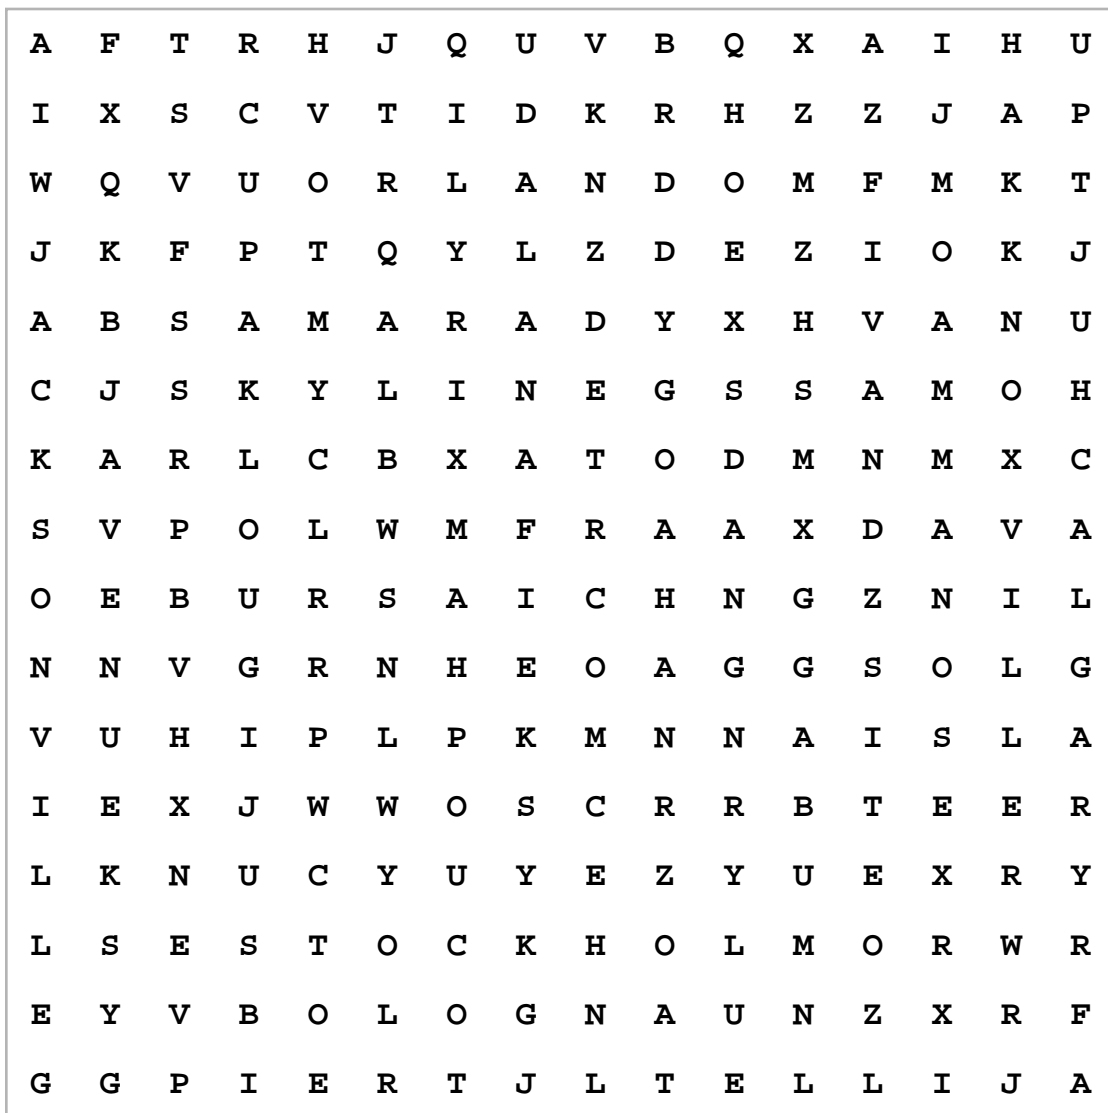 A F T R H J Q U V B Q X A I H U
I X S C V T I D K R H Z Z J A P
W Q V U O R L A N D O M F M K T
J K F P T Q Y L Z D E Z I O K J
A B S A M A R A D Y X H V A N U
C J S K Y L I N E G S S A M O H
K A R L C B X A T O D M N M X C
S V P O L W M F R A A X D A V A
O E B U R S A I C H N G Z N I L
N N V G R N H E O A G G S O L G
V U H I P L P K M N N A I S L A
I E X J W W O S C R R B T E E R
L K N U C Y U Y E Z Y U E X R Y
L S E S T O C K H O L M O R W R
E Y V B O L O G N A U N Z X R F
G G P I E R T J L T E L L I J A